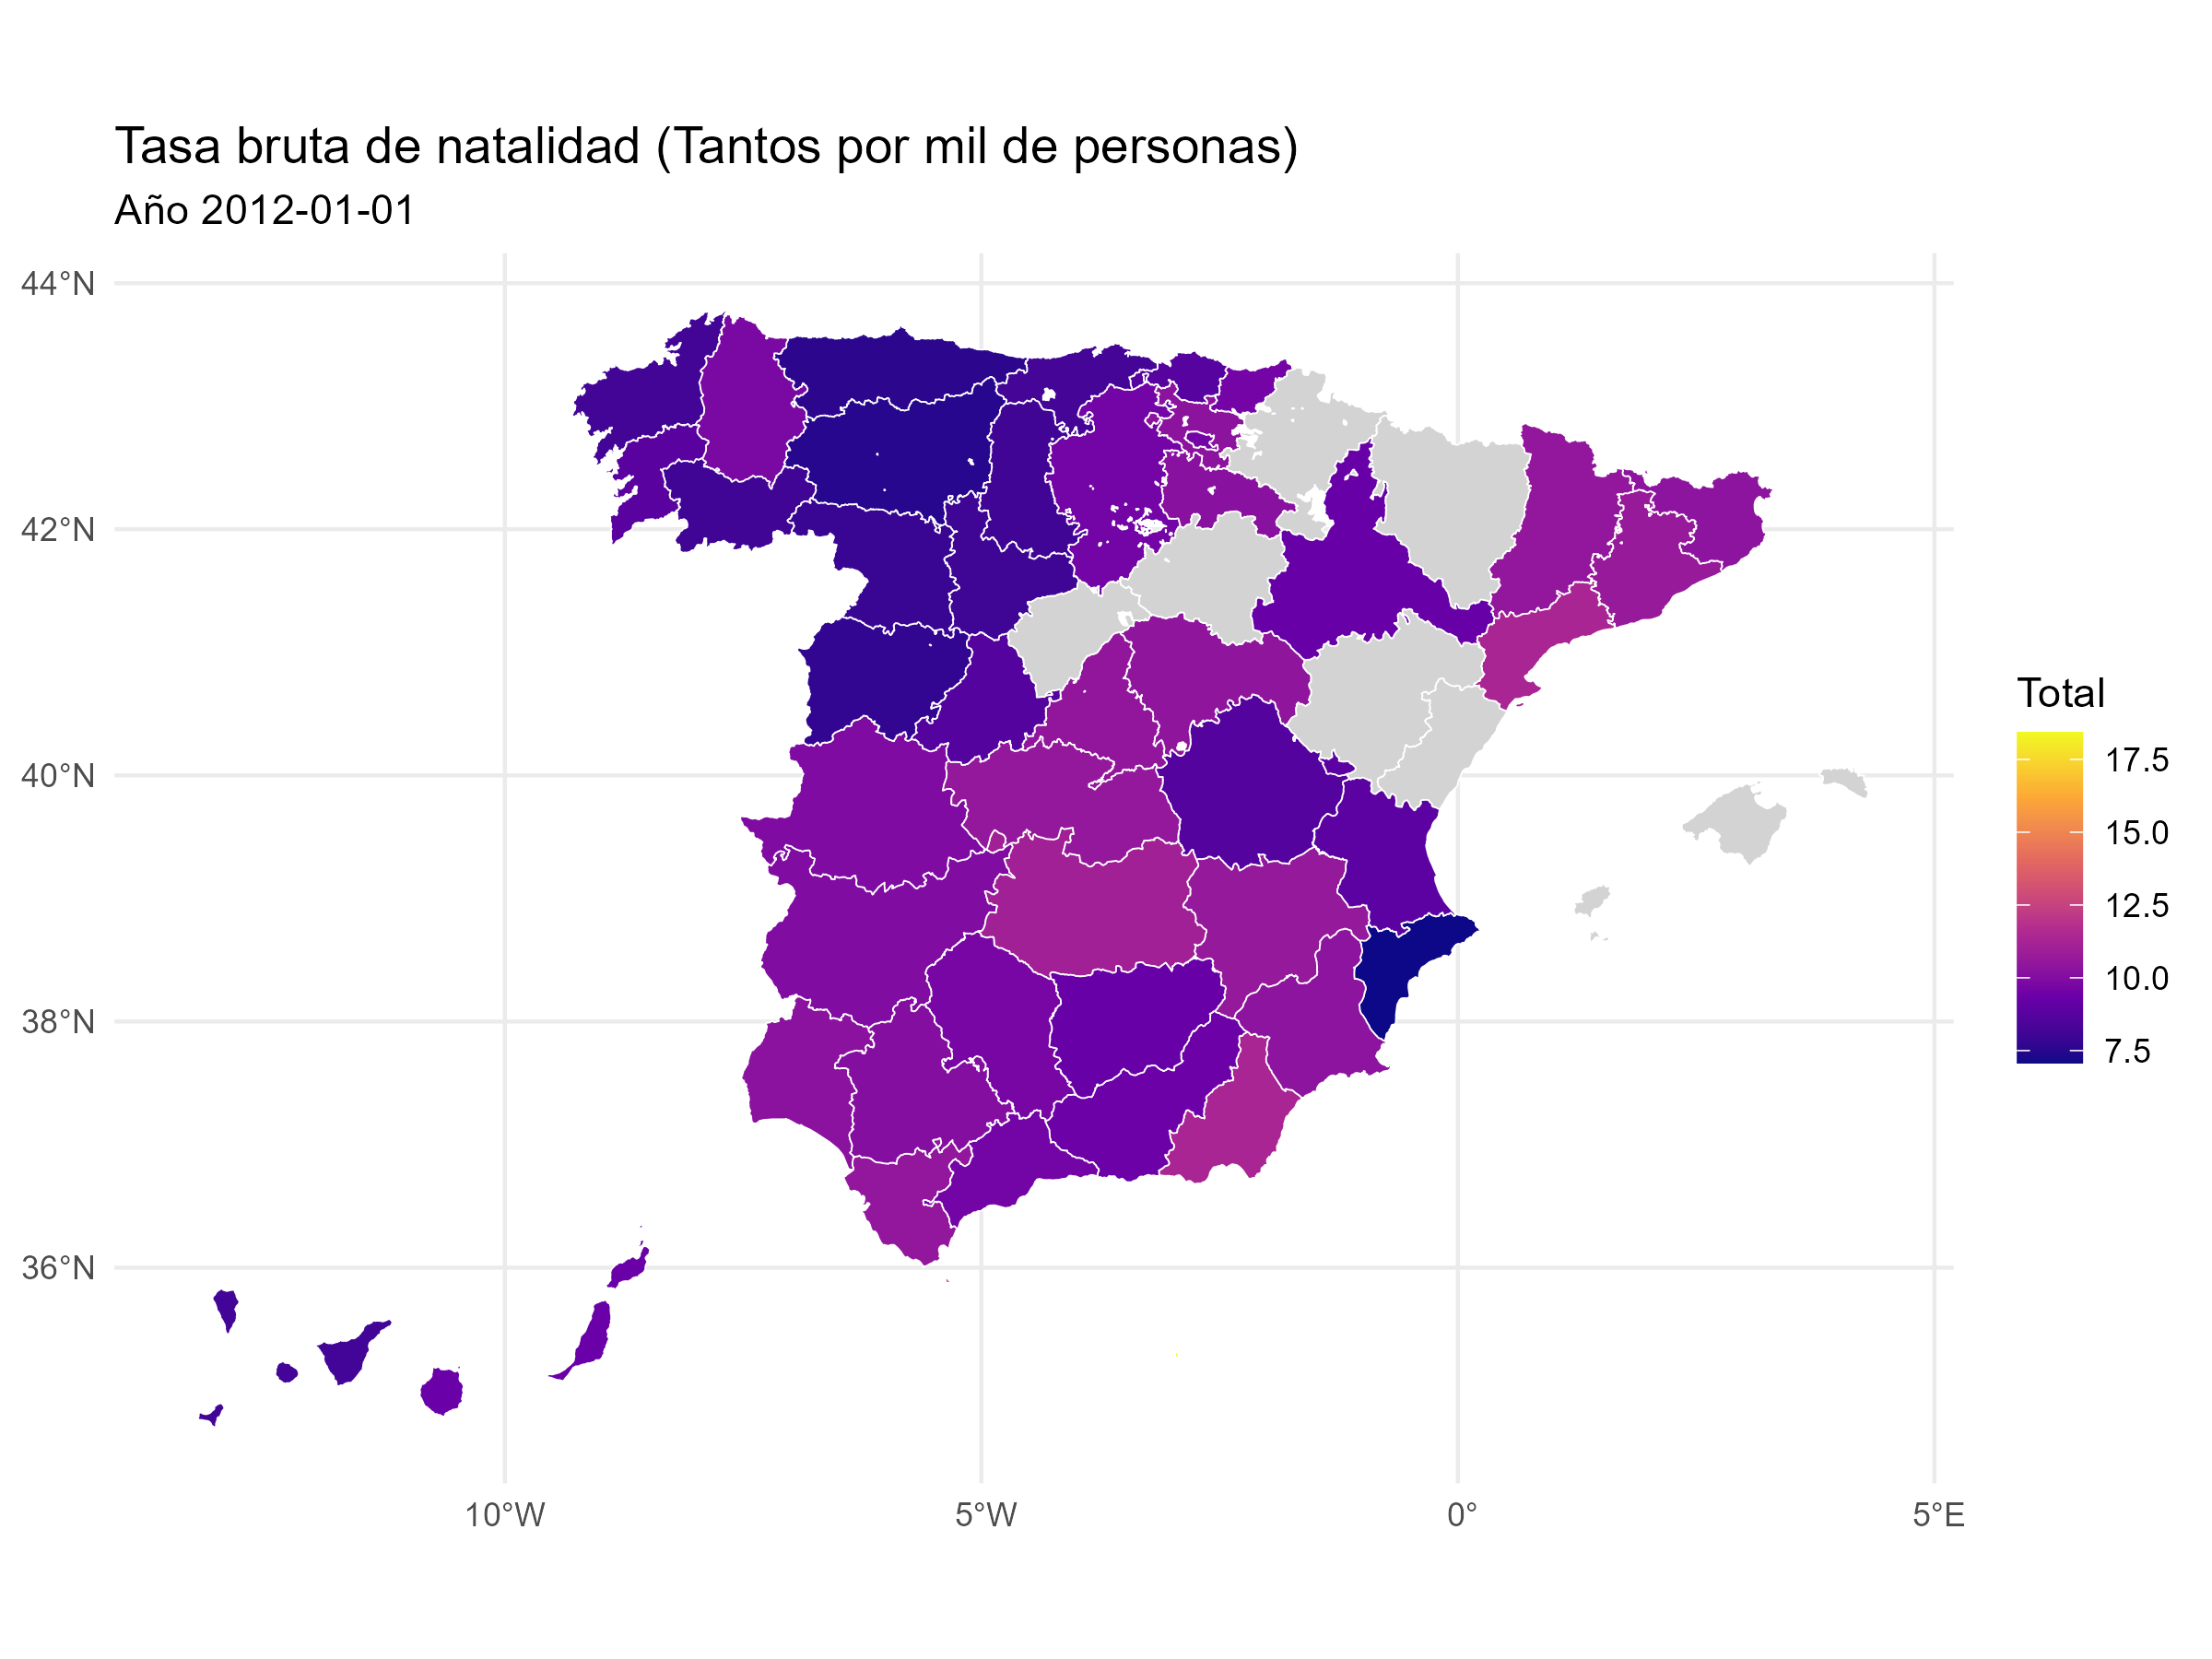 Tasa bruta de natalidad (Tantos por mil de personas)
Año 2012-01-01
44°N
42°N
40°N
38°N
36°N
10°W
5°W
0°
5°E
Total
17.5
15.0
12.5
10.0
7.5